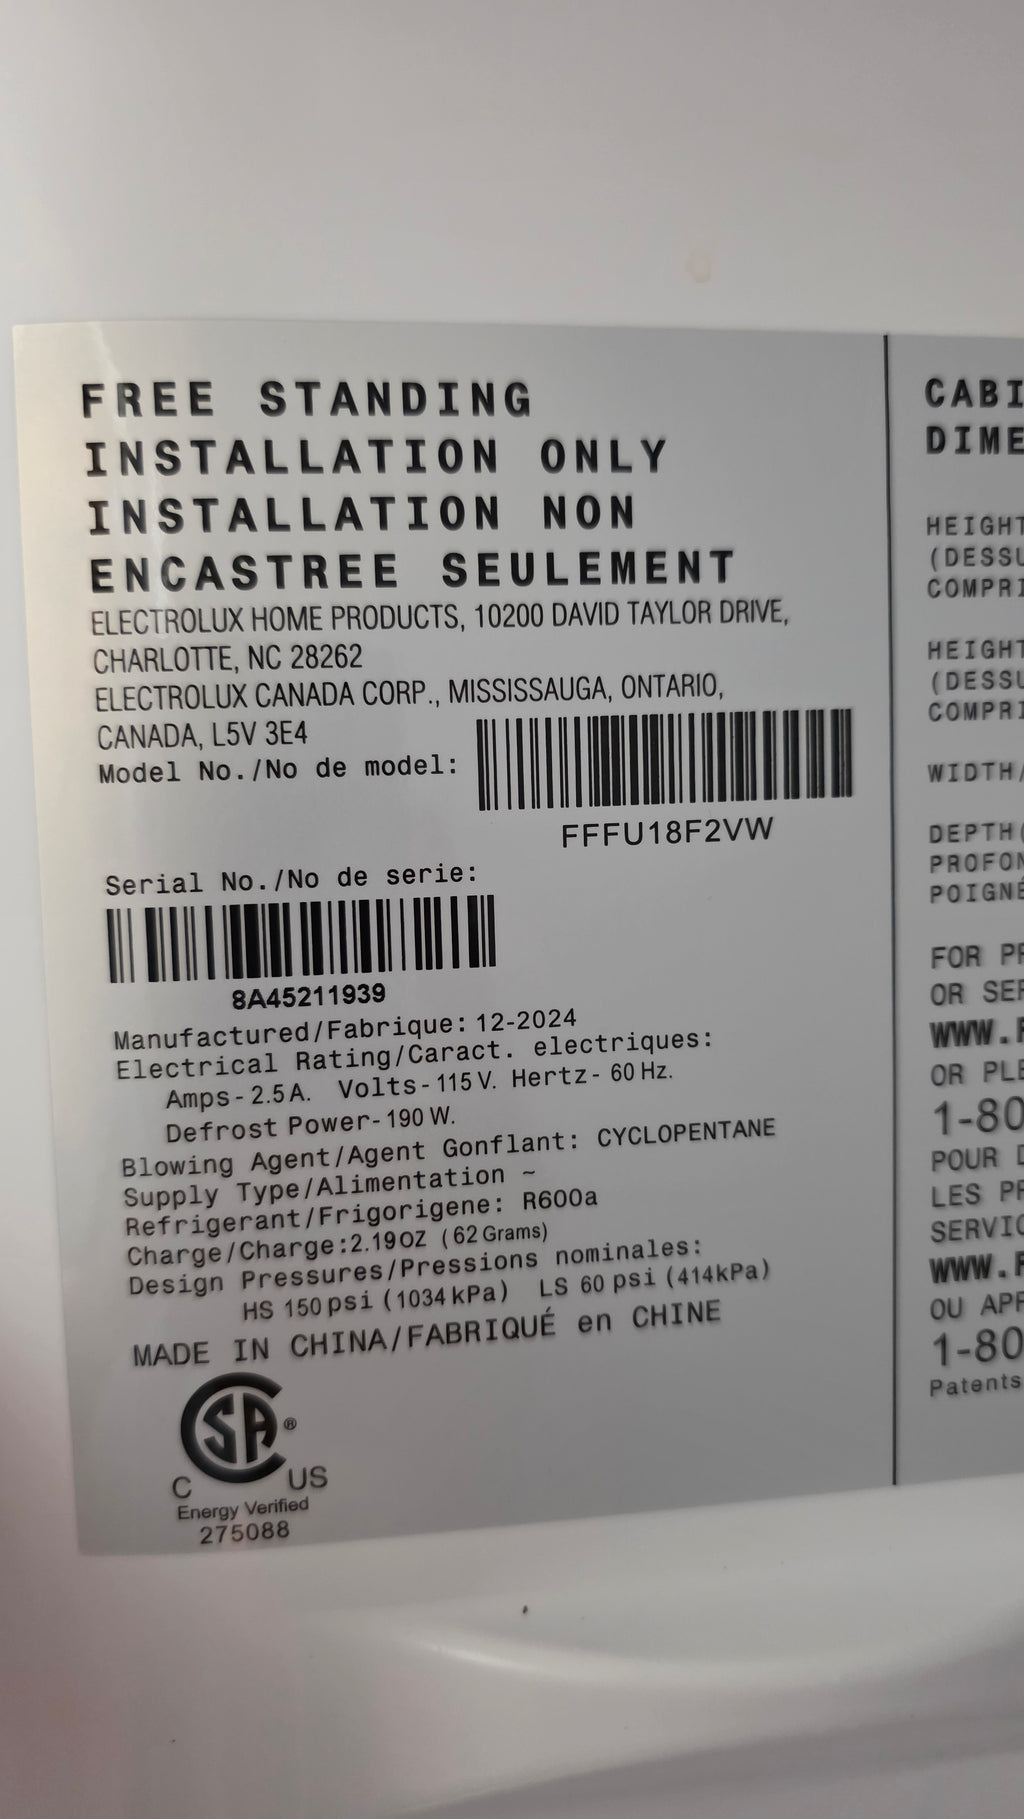 FREE STANDING
INSTALLATION ONLY
INSTALLATION NON
ENCASTREE SEULEMENT
ELECTROLUX HOME PRODUCTS, 10200 DAVID TAYLOR DRIVE,
CHARLOTTE, NC 28262
ELECTROLUX CANADA CORP., MISSISSAUGA, ONTARIO,
CANADA, L5V 3E4
Model No./No de model:
FFFU18F2VW
Serial No./No de serie:
8A45211939
Manufactured/Fabrique: 12-2024
Electrical Rating/Caract. electriques:
Amps- 2.5 A. Volts- 115 V. Hertz- 60 Hz.
Defrost Power- 190 W.
Blowing Agent/Agent Gonflant: CYCLOPENTANE
Supply Type/Alimentation ~
Refrigerant/Frigorigene: R600a
Charge/Charge:2.19OZ (62 Grams)
Design Pressures/Pressions nominales:
HS 150 psi (1034 kPa) LS 60 psi (414kPa)
MADE IN CHINA/FABRIQUÉ en CHINE
CSA®
C US
Energy Verified
275088
CABI
DIME
HEIGHT
(DESSU
COMPRI
HEIGHT
(DESSU
COMPRI
WIDTH/
DEPTH(
PROFON
POIGNÉ
FOR PR
OR SER
WWW.F
OR PLE
1-80
POUR D
LES PR
SERVIC
WWW.F
OU APP
1-80
Patents